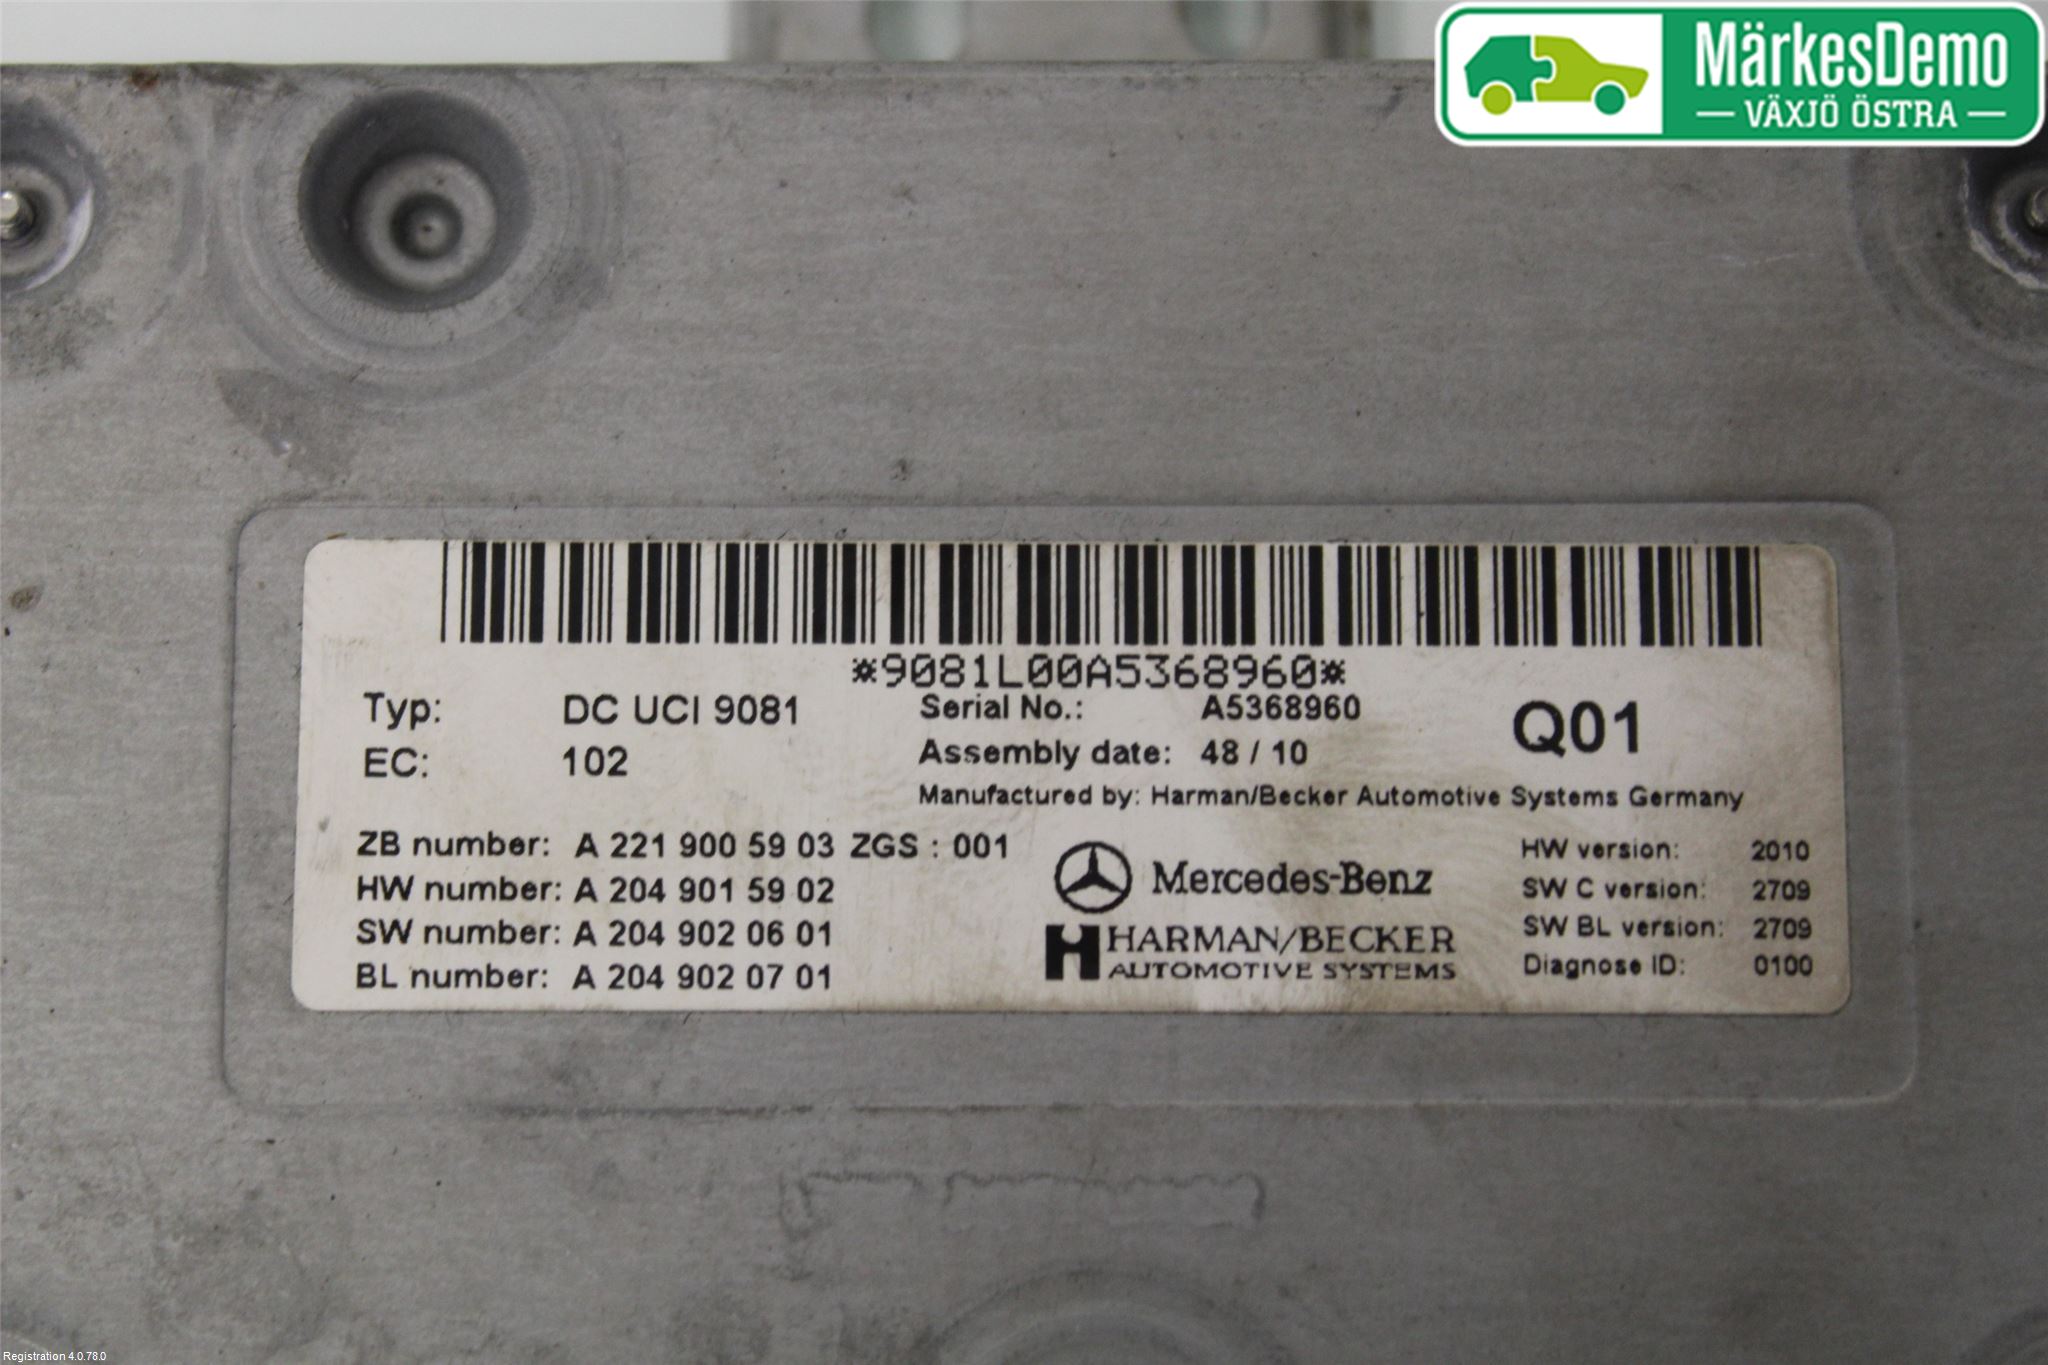 MärkesDemo
VÄXJÖ ÖSTRA
*9081L00A5368960*
Typ: DC UCI 9081
EC: 102
Serial No.: A5368960
Assembly date: 48 / 10
Q01
Manufactured by: Harman/Becker Automotive Systems Germany
ZB number: A 221 900 59 03 ZGS : 001
HW number: A 204 901 59 02
SW number: A 204 902 06 01
BL number: A 204 902 07 01
Mercedes-Benz
HARMAN/BECKER
AUTOMOTIVE SYSTEMS
HW version: 2010
SW C version: 2709
SW BL version: 2709
Diagnose ID: 0100
Registration 4.0.78.0